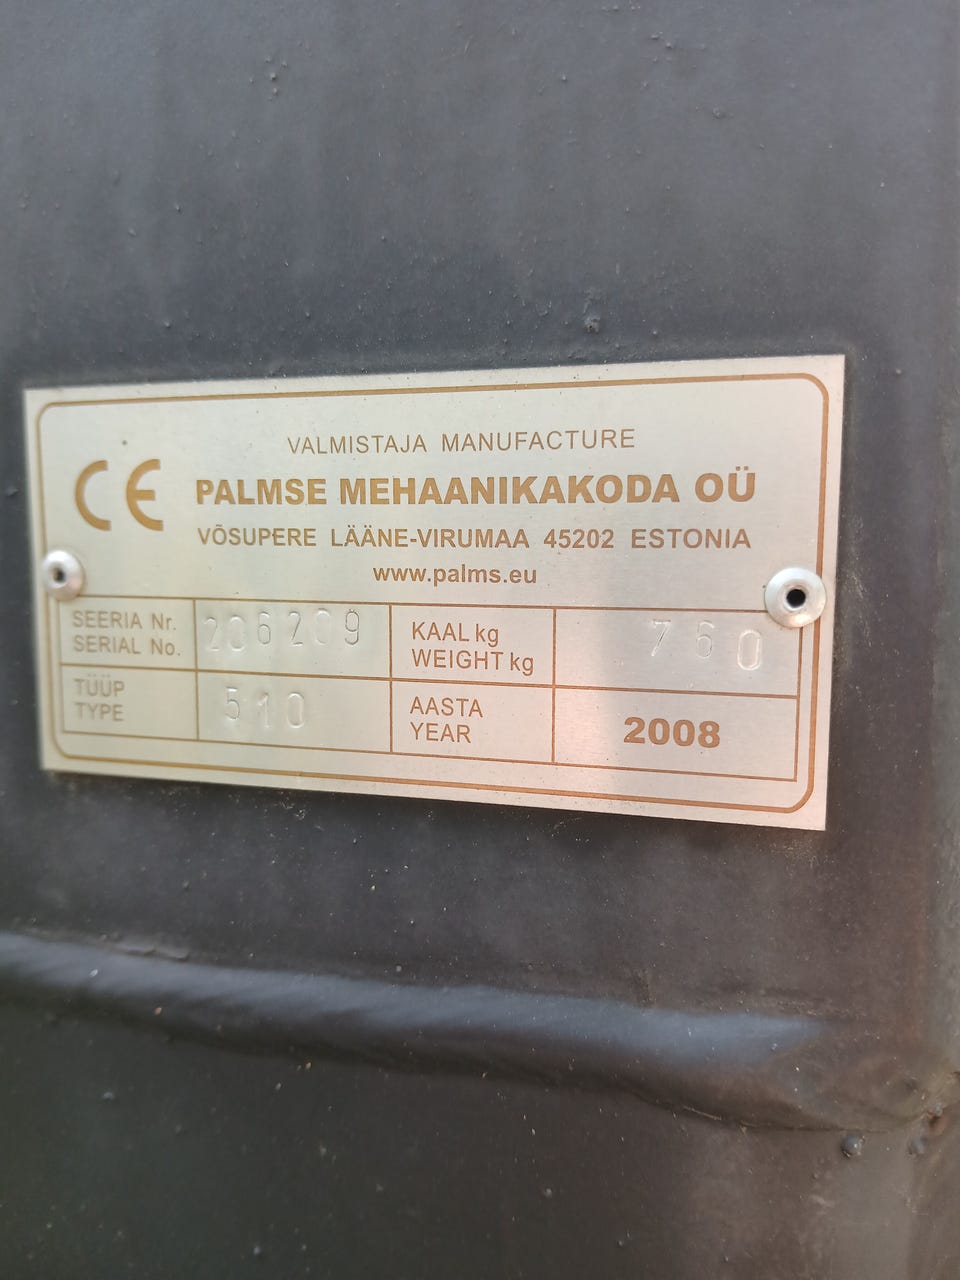 VALMISTAJA MANUFACTURE
CE
PALMSE MEHAANIKAKODA OÜ
VÕSUPERE LÄÄNE-VIRUMAA 45202 ESTONIA
www.palms.eu
SEERIA Nr.
SERIAL No.
206209
KAAL kg
WEIGHT kg
760
TÜÜP
TYPE
510
AASTA
YEAR
2008